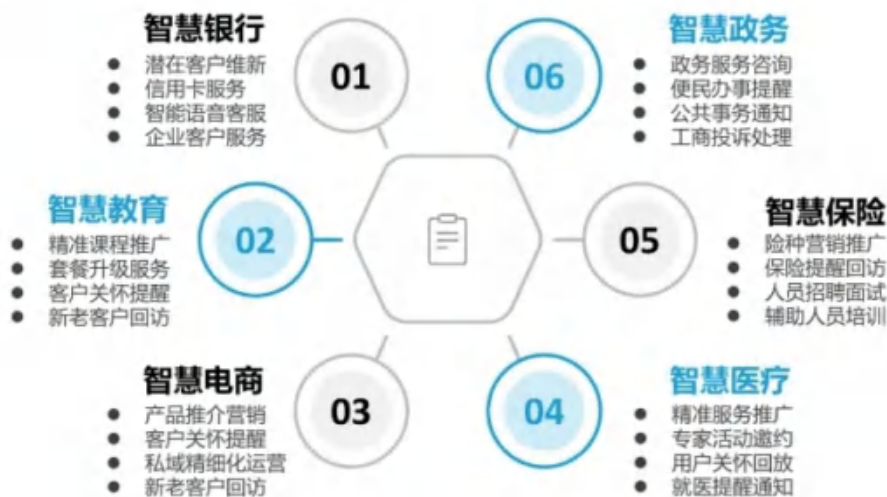 智慧银行
潜在客户维新
信用卡服务
智能语音客服
企业客户服务
01
06
智慧政务
政务服务咨询
便民办事提醒
公共事务通知
工商投诉处理
智慧教育
精准课程推广
套餐升级服务
客户关怀提醒
新老客户回访
02
05
智慧保险
险种营销推广
保险提醒回访
人员招聘面试
辅助人员培训
智慧电商
产品推介营销
客户关怀提醒
私域精细化运营
新老客户回访
03
04
智慧医疗
精准服务推广
专家活动邀约
用户关怀回放
就医提醒通知